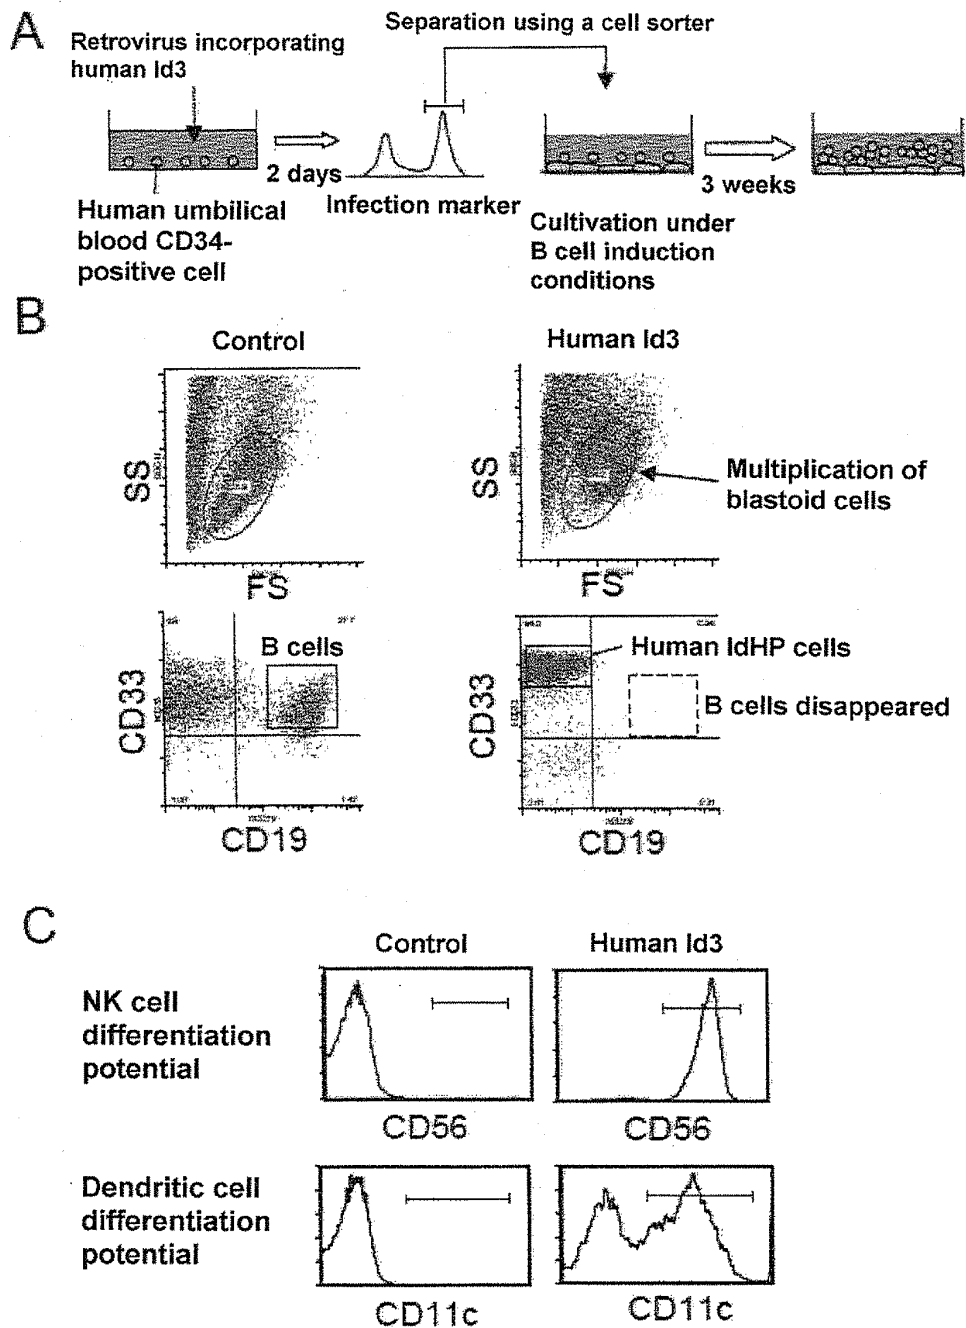 A
Separation using a cell sorter
Retrovirus incorporating
human Id3
2 days
3 weeks
Infection marker
Human umbilical
blood CD34-
positive cell
Cultivation under
B cell induction
conditions
B
Control
Human Id3
SS
SS
Multiplication of
blastoid cells
FS
FS
B cells
Human IdHP cells
CD33
CD33
B cells disappeared
CD19
CD19
C
Control
Human Id3
NK cell
differentiation
potential
CD56
CD56
Dendritic cell
differentiation
potential
CD11c
CD11c